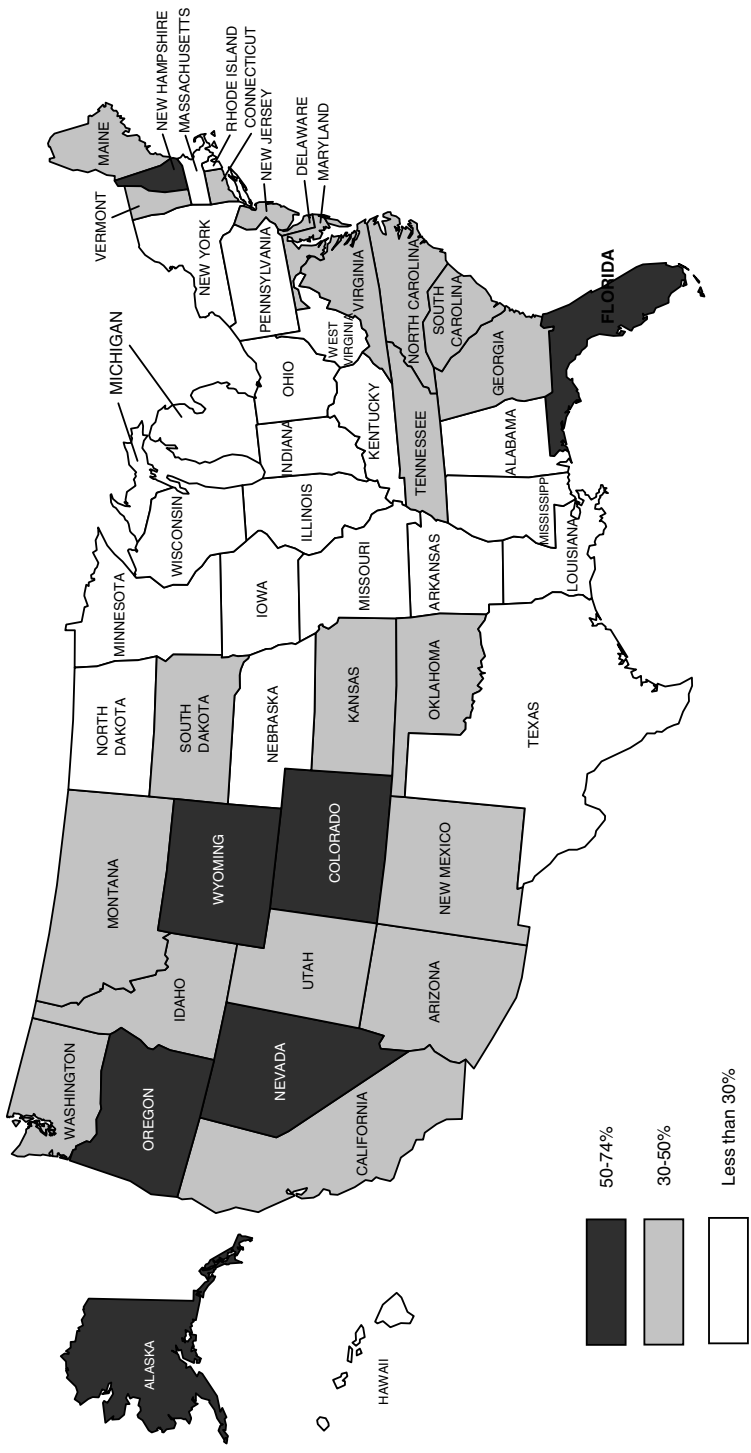 WASHINGTON
OREGON
CALIFORNIA
NEVADA
IDAHO
MONTANA
WYOMING
UTAH
COLORADO
ARIZONA
NEW MEXICO
NORTH
DAKOTA
SOUTH
DAKOTA
NEBRASKA
KANSAS
OKLAHOMA
TEXAS
MINNESOTA
IOWA
MISSOURI
ARKANSAS
LOUISIANA
WISCONSIN
ILLINOIS
MICHIGAN
INDIANA
OHIO
KENTUCKY
TENNESSEE
MISSISSIPP
ALABAMA
GEORGIA
FLORIDA
SOUTH
CAROLINA
NORTH CAROLINA
VIRGINIA
WEST
VIRGINIA
PENNSYLVANIA
NEW YORK
VERMONT
MAINE
NEW HAMPSHIRE
MASSACHUSETTS
RHODE ISLAND
CONNECTICUT
NEW JERSEY
DELAWARE
MARYLAND
ALASKA
HAWAII
50-74%
30-50%
Less than 30%